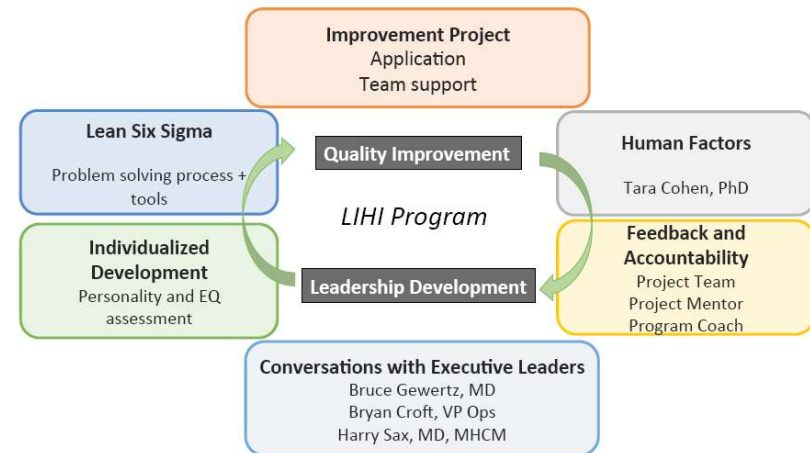 Improvement Project
Application
Team support
Lean Six Sigma
Problem solving process +
tools
Quality Improvement
Human Factors
Tara Cohen, PhD
LIHI Program
Individualized
Development
Personality and EQ
assessment
Leadership Development
Feedback and
Accountability
Project Team
Project Mentor
Program Coach
Conversations with Executive Leaders
Bruce Gewertz, MD
Bryan Croft, VP Ops
Harry Sax, MD, MHCM